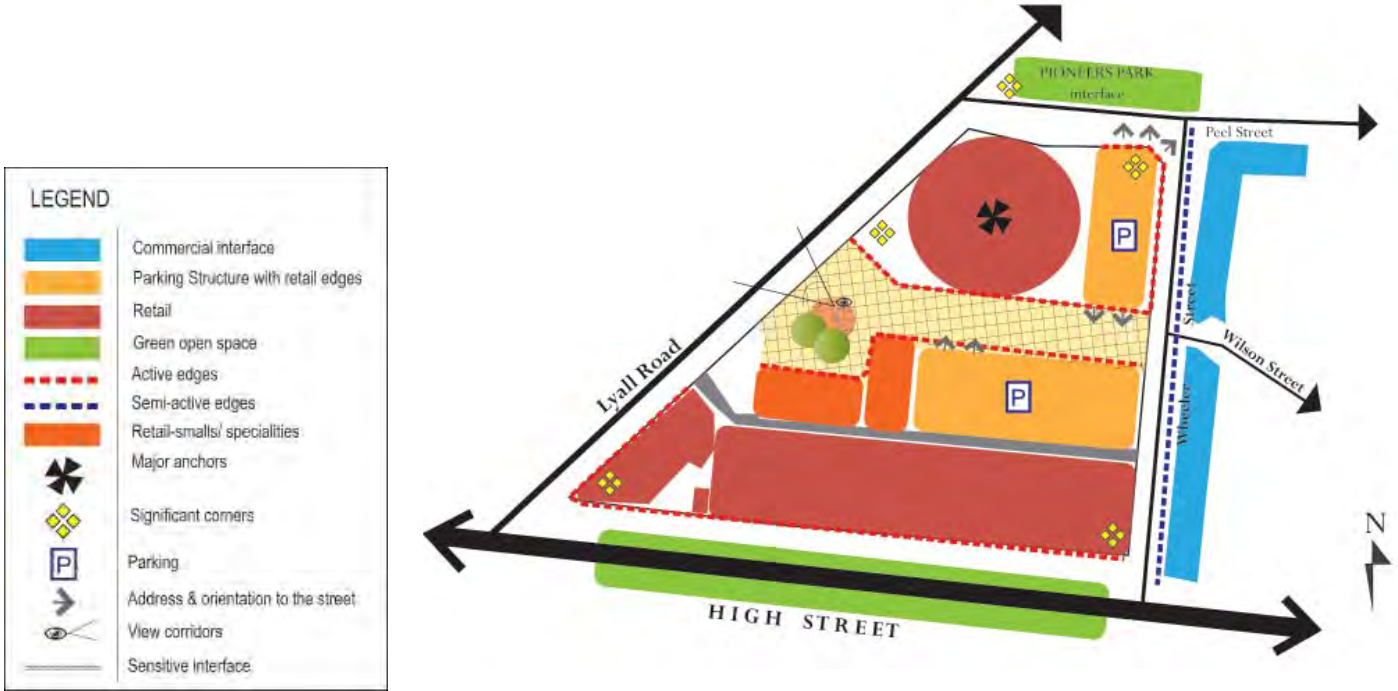 LEGEND
Commercial interface
Parking Structure with retail edges
Retail
Green open space
Active edges
Semi-active edges
Retail-smalls/ specialities
Major anchors
Significant corners
P
Parking
Address & orientation to the street
View corridors
Sensitive interface
PIONEERS PARK
interface
Peel Street
P
Street
Wilson Street
Lyall Road
P
Wheeler
HIGH STREET
N